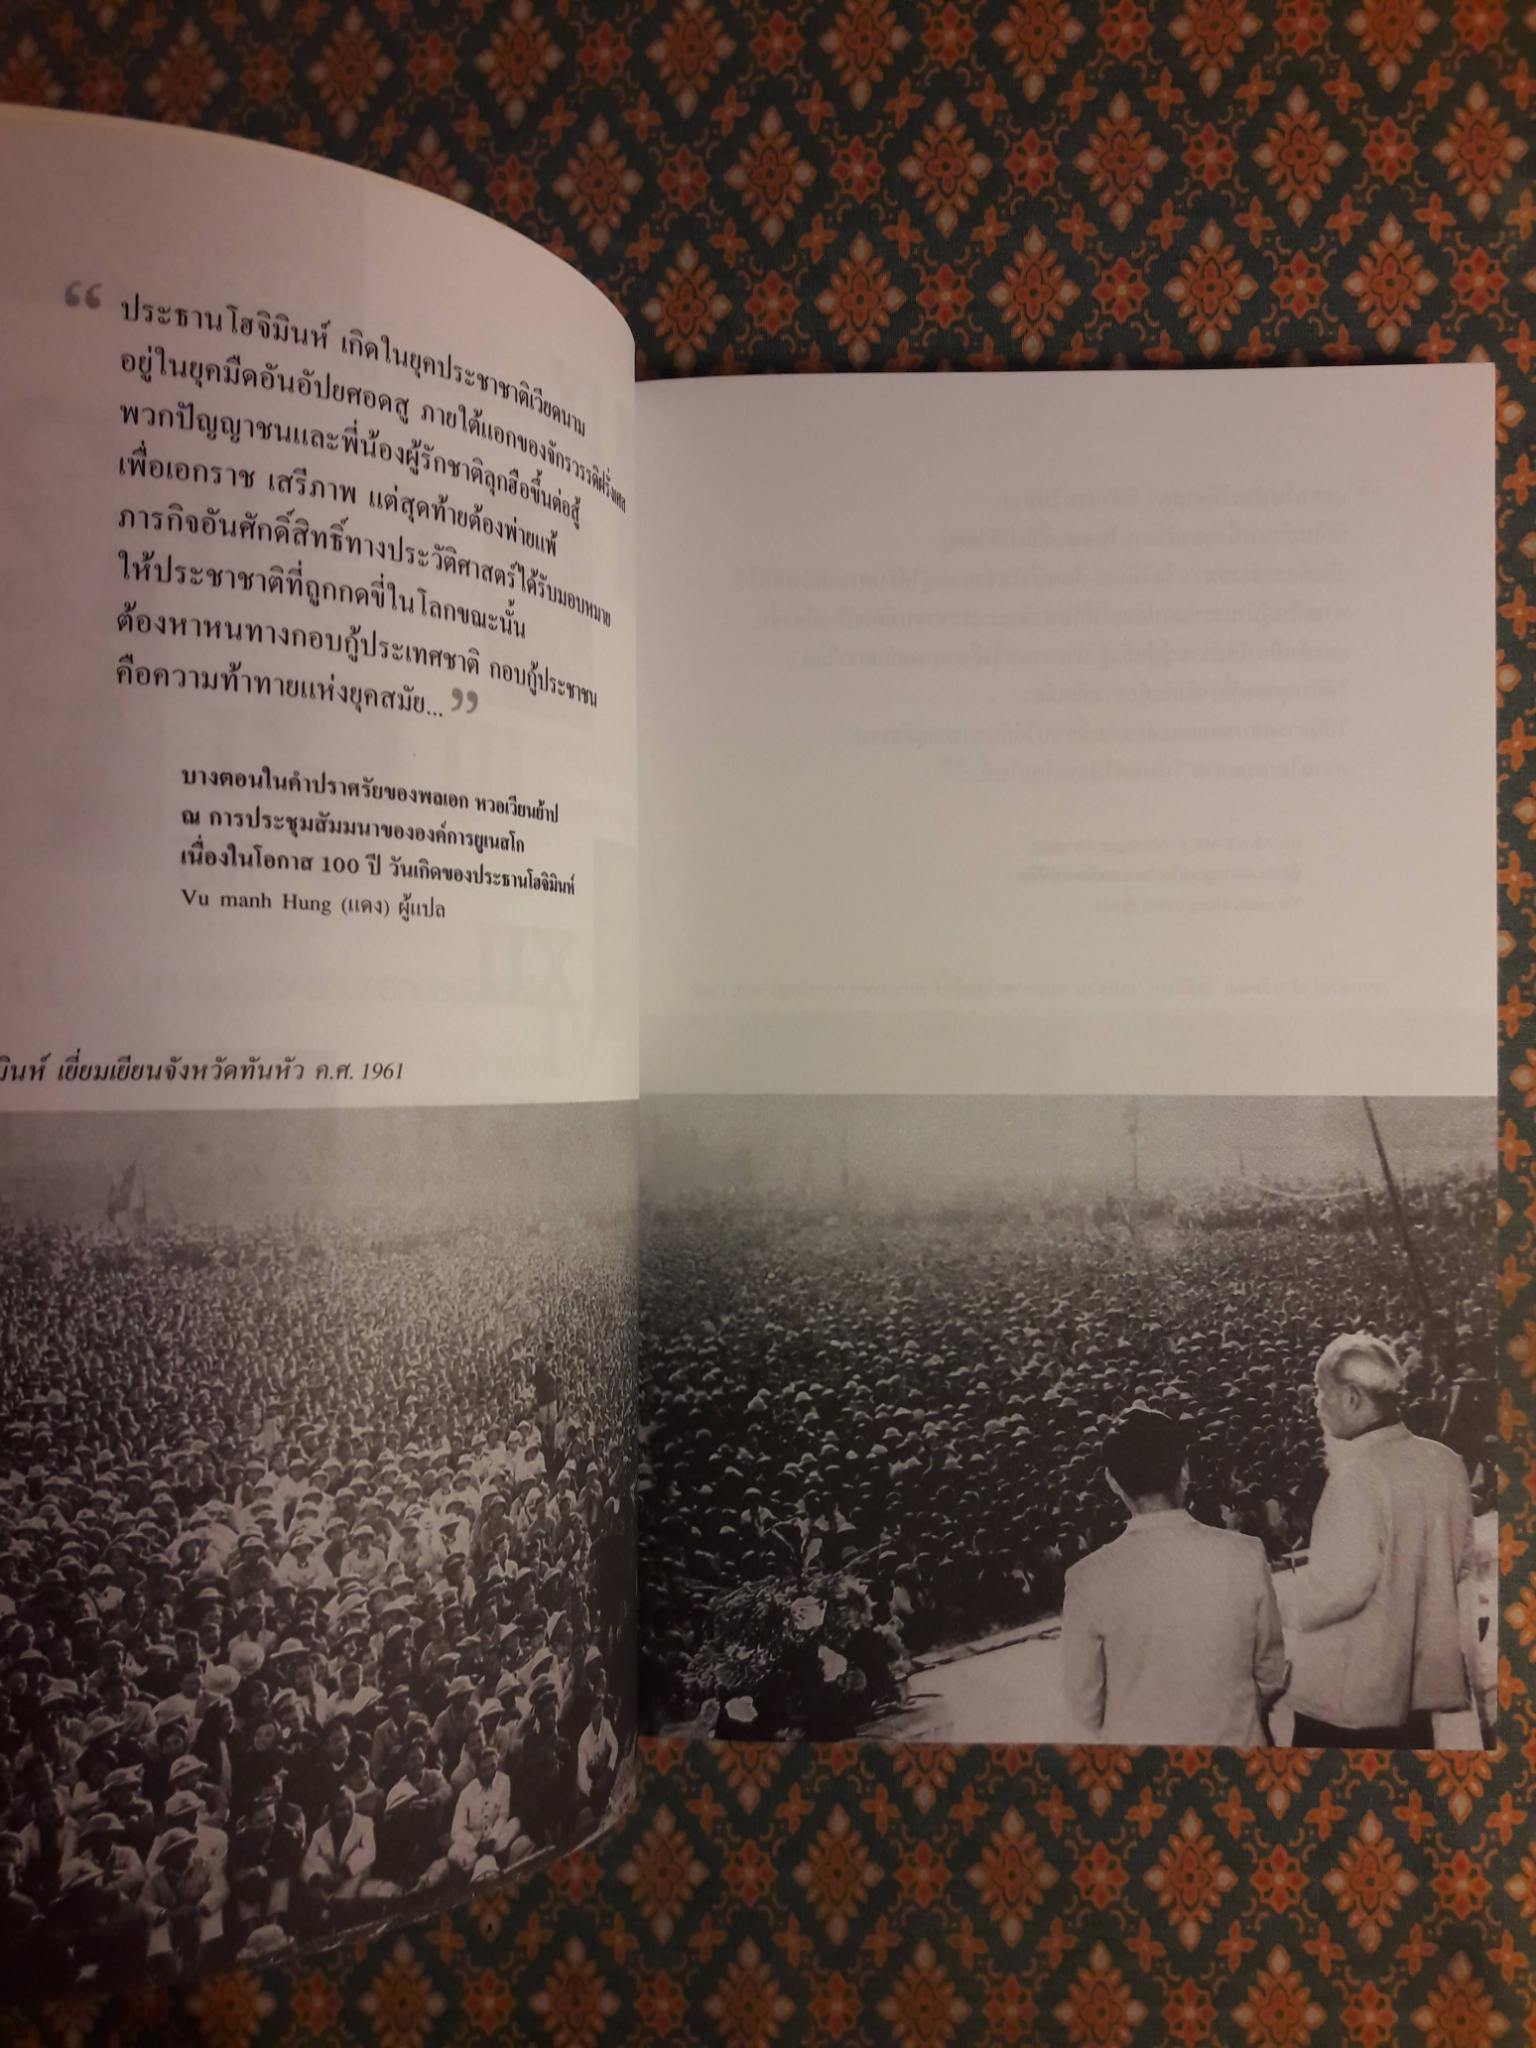 “ ประธานโฮจิมินห์ เกิดในยุคประชาชาติเวียดนาม
อยู่ในยุคมืดอันอัปยศอดสู ภายใต้แอกของจักรวรรดิฝรั่งเศส
พวกปัญญาชนและพี่น้องผู้รักชาติลุกฮือขึ้นต่อสู้
เพื่อเอกราช เสรีภาพ แต่สุดท้ายต้องพ่ายแพ้
ภารกิจอันศักดิ์สิทธิ์ทางประวัติศาสตร์ได้รับมอบหมาย
ให้ประชาชาติที่ถูกกดขี่ในโลกขณะนั้น
ต้องหาหนทางกอบกู้ประเทศชาติ กอบกู้ประชาชน
คือความท้าทายแห่งยุคสมัย... ”
บางตอนในคำปราศรัยของพลเอก หวอเวียนย้าป
ณ การประชุมสัมมนาขององค์การยูเนสโก
เนื่องในโอกาส 100 ปี วันเกิดของประธานโฮจิมินห์
Vu manh Hung (แดง) ผู้แปล
มินห์ เยี่ยมเยียนจังหวัดทันหัว ค.ศ. 1961